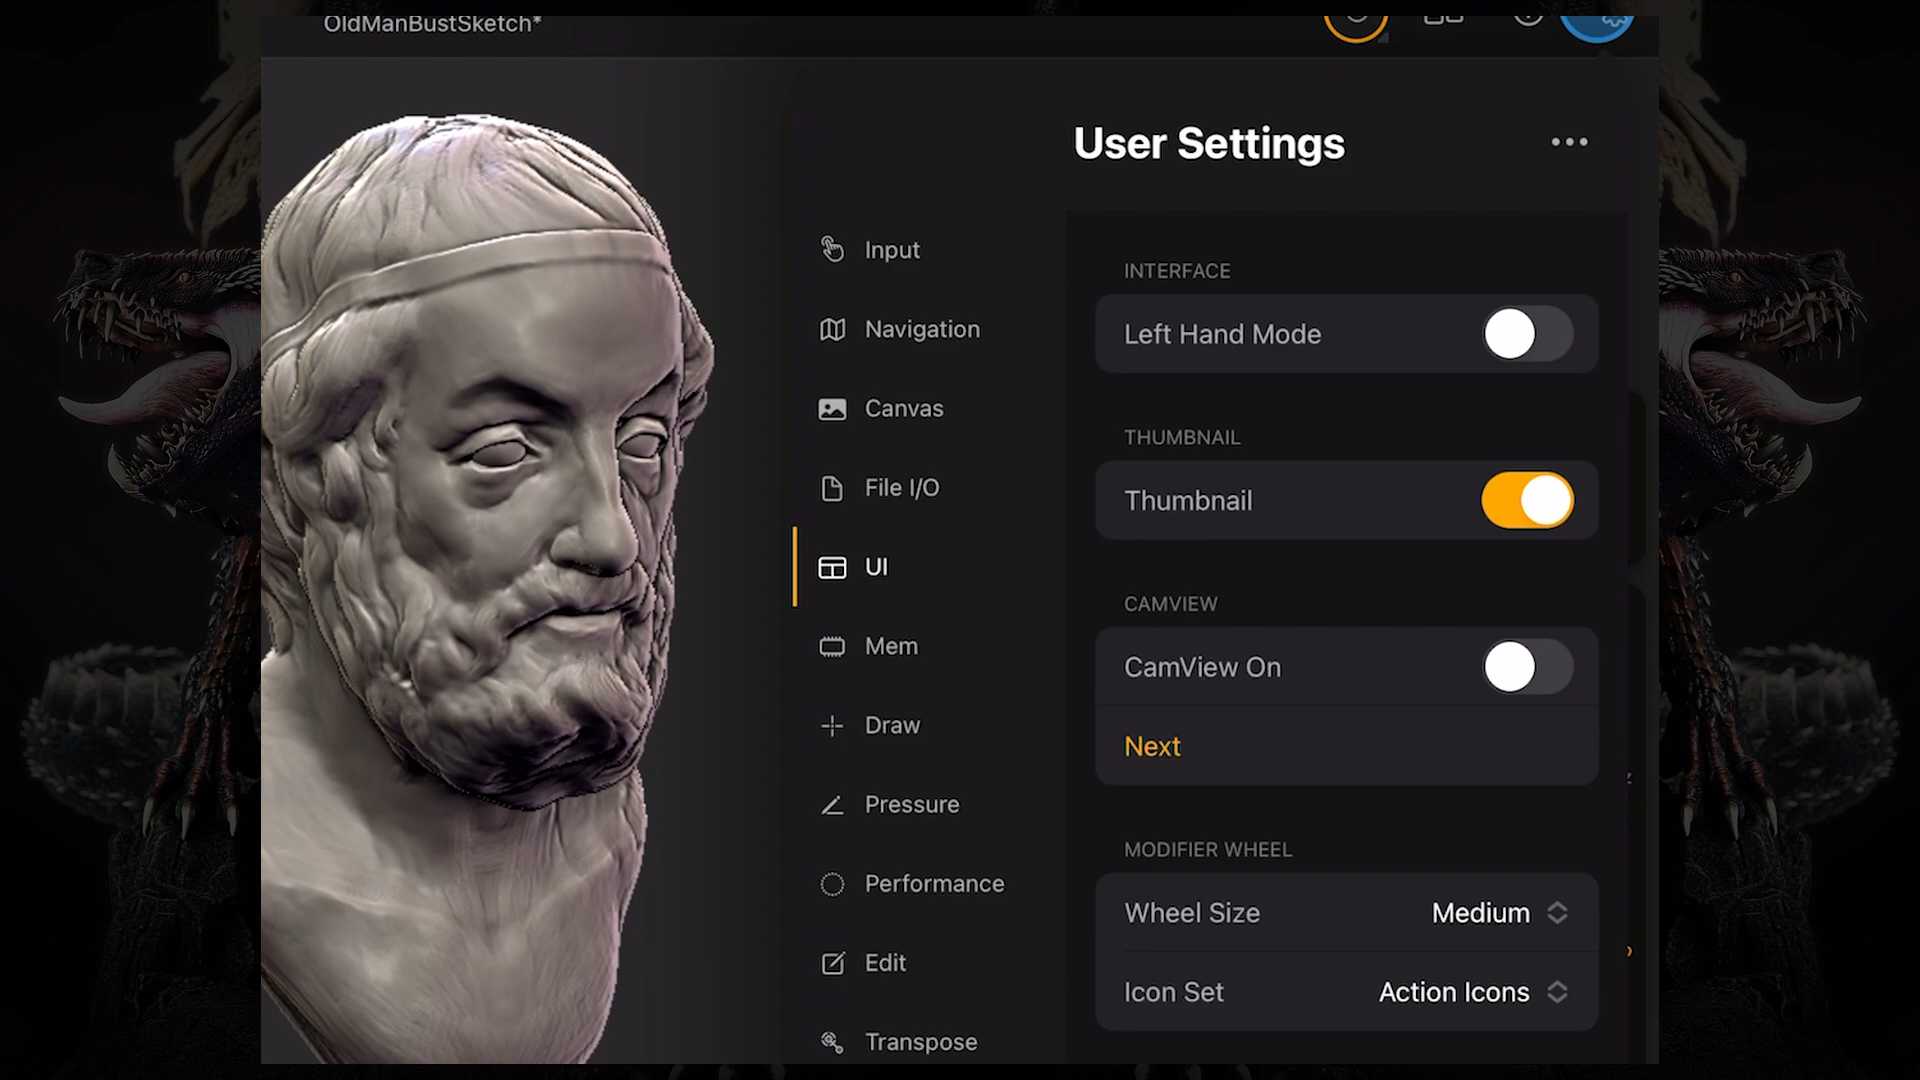 OldManBustSketch*
User Settings
Input
Navigation
Canvas
File I/O
UI
Mem
Draw
Pressure
Performance
Edit
Transpose
INTERFACE
Left Hand Mode
THUMBNAIL
Thumbnail
CAMVIEW
CamView On
Next
MODIFIER WHEEL
Wheel Size
Medium
Icon Set
Action Icons